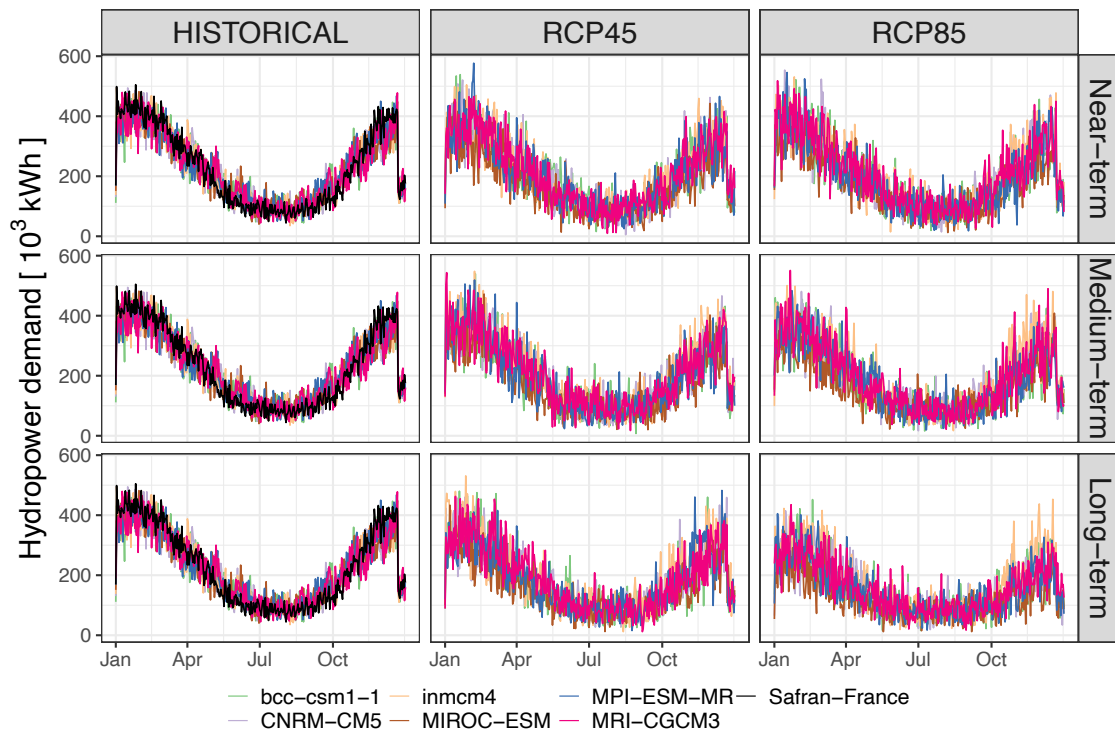 HISTORICAL RCP45 RCP85
Hydropower demand [ 10³ kWh ]
600
400
200
0
Near−term
600
400
200
0
Medium−term
600
400
200
0
Long−term
Jan Apr Jul Oct Jan Apr Jul Oct Jan Apr Jul Oct
bcc−csm1−1 inmcm4 MPI−ESM−MR Safran−France
CNRM−CM5 MIROC−ESM MRI−CGCM3